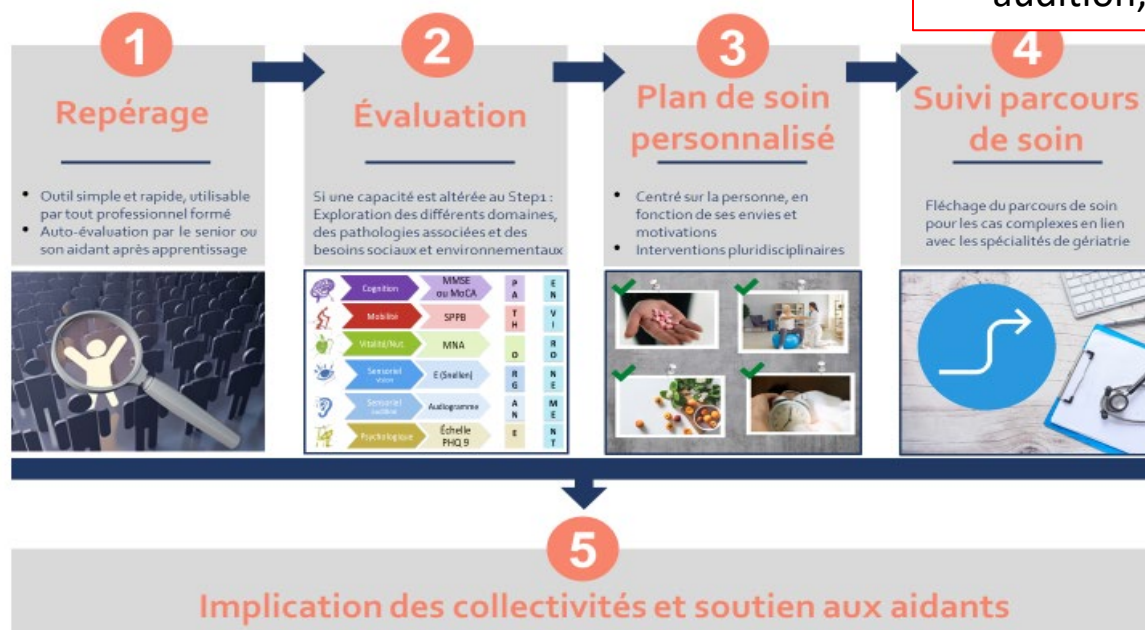 audition,
1
Repérage
• Outil simple et rapide, utilisable
par tout professionnel formé
• Auto-évaluation par le senior ou
son aidant après apprentissage
2
Évaluation
Si une capacité est altérée au Step1 :
Exploration des différents domaines,
des pathologies associées et des
besoins sociaux et environnementaux
Cognition
MMSE
ou MoCA
Mobilité
SPPB
Vitalité/Nut
MNA
Sensoriel
vision
E (Snellen)
Sensoriel
audition
Audiogramme
Psychologique
Échelle
PHQ 9
P
A
T
H
O
R
G
A
N
E
E
N
V
I
R
O
N
E
M
E
N
T
3
Plan de soin
personnalisé
• Centré sur la personne, en
fonction de ses envies et
motivations
• Interventions pluridisciplinaires
4
Suivi parcours
de soin
Fléchage du parcours de soin
pour les cas complexes en lien
avec les spécialités de gériatrie
5
Implication des collectivités et soutien aux aidants